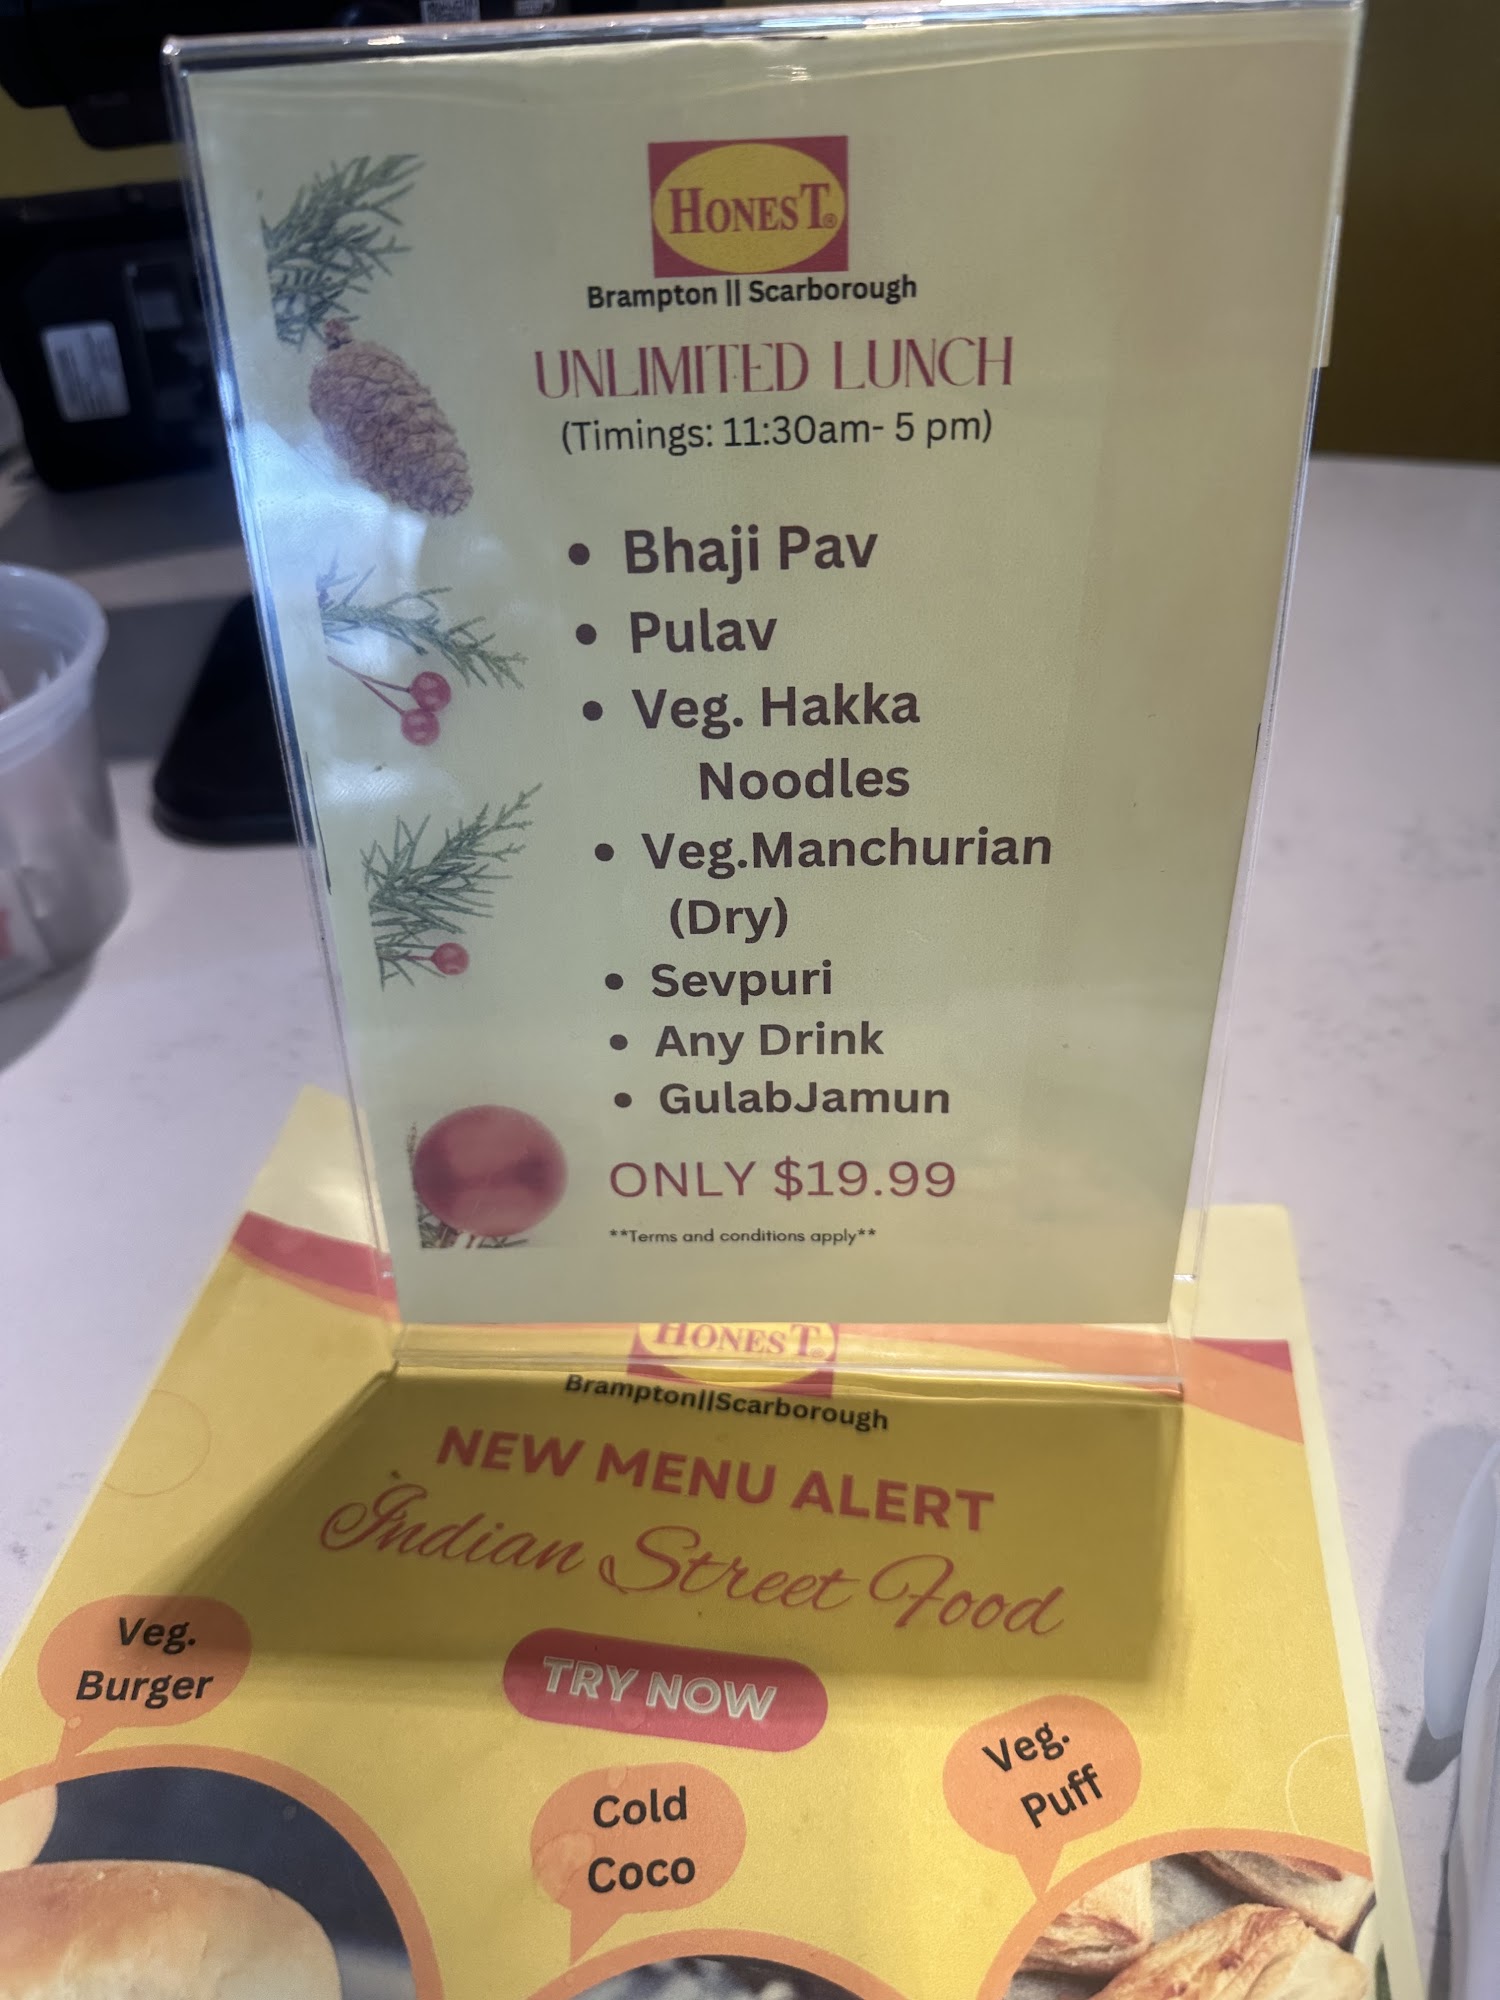 HONEST®
Brampton || Scarborough
UNLIMITED LUNCH
(Timings: 11:30am- 5 pm)
• Bhaji Pav
• Pulav
• Veg. Hakka
Noodles
• Veg.Manchurian
(Dry)
• Sevpuri
• Any Drink
• GulabJamun
ONLY $19.99
**Terms and conditions apply**
HONEST
Brampton||Scarborough
NEW MENU ALERT
Indian Street Food
TRY NOW
Veg.
Burger
Cold
Coco
Veg.
Puff